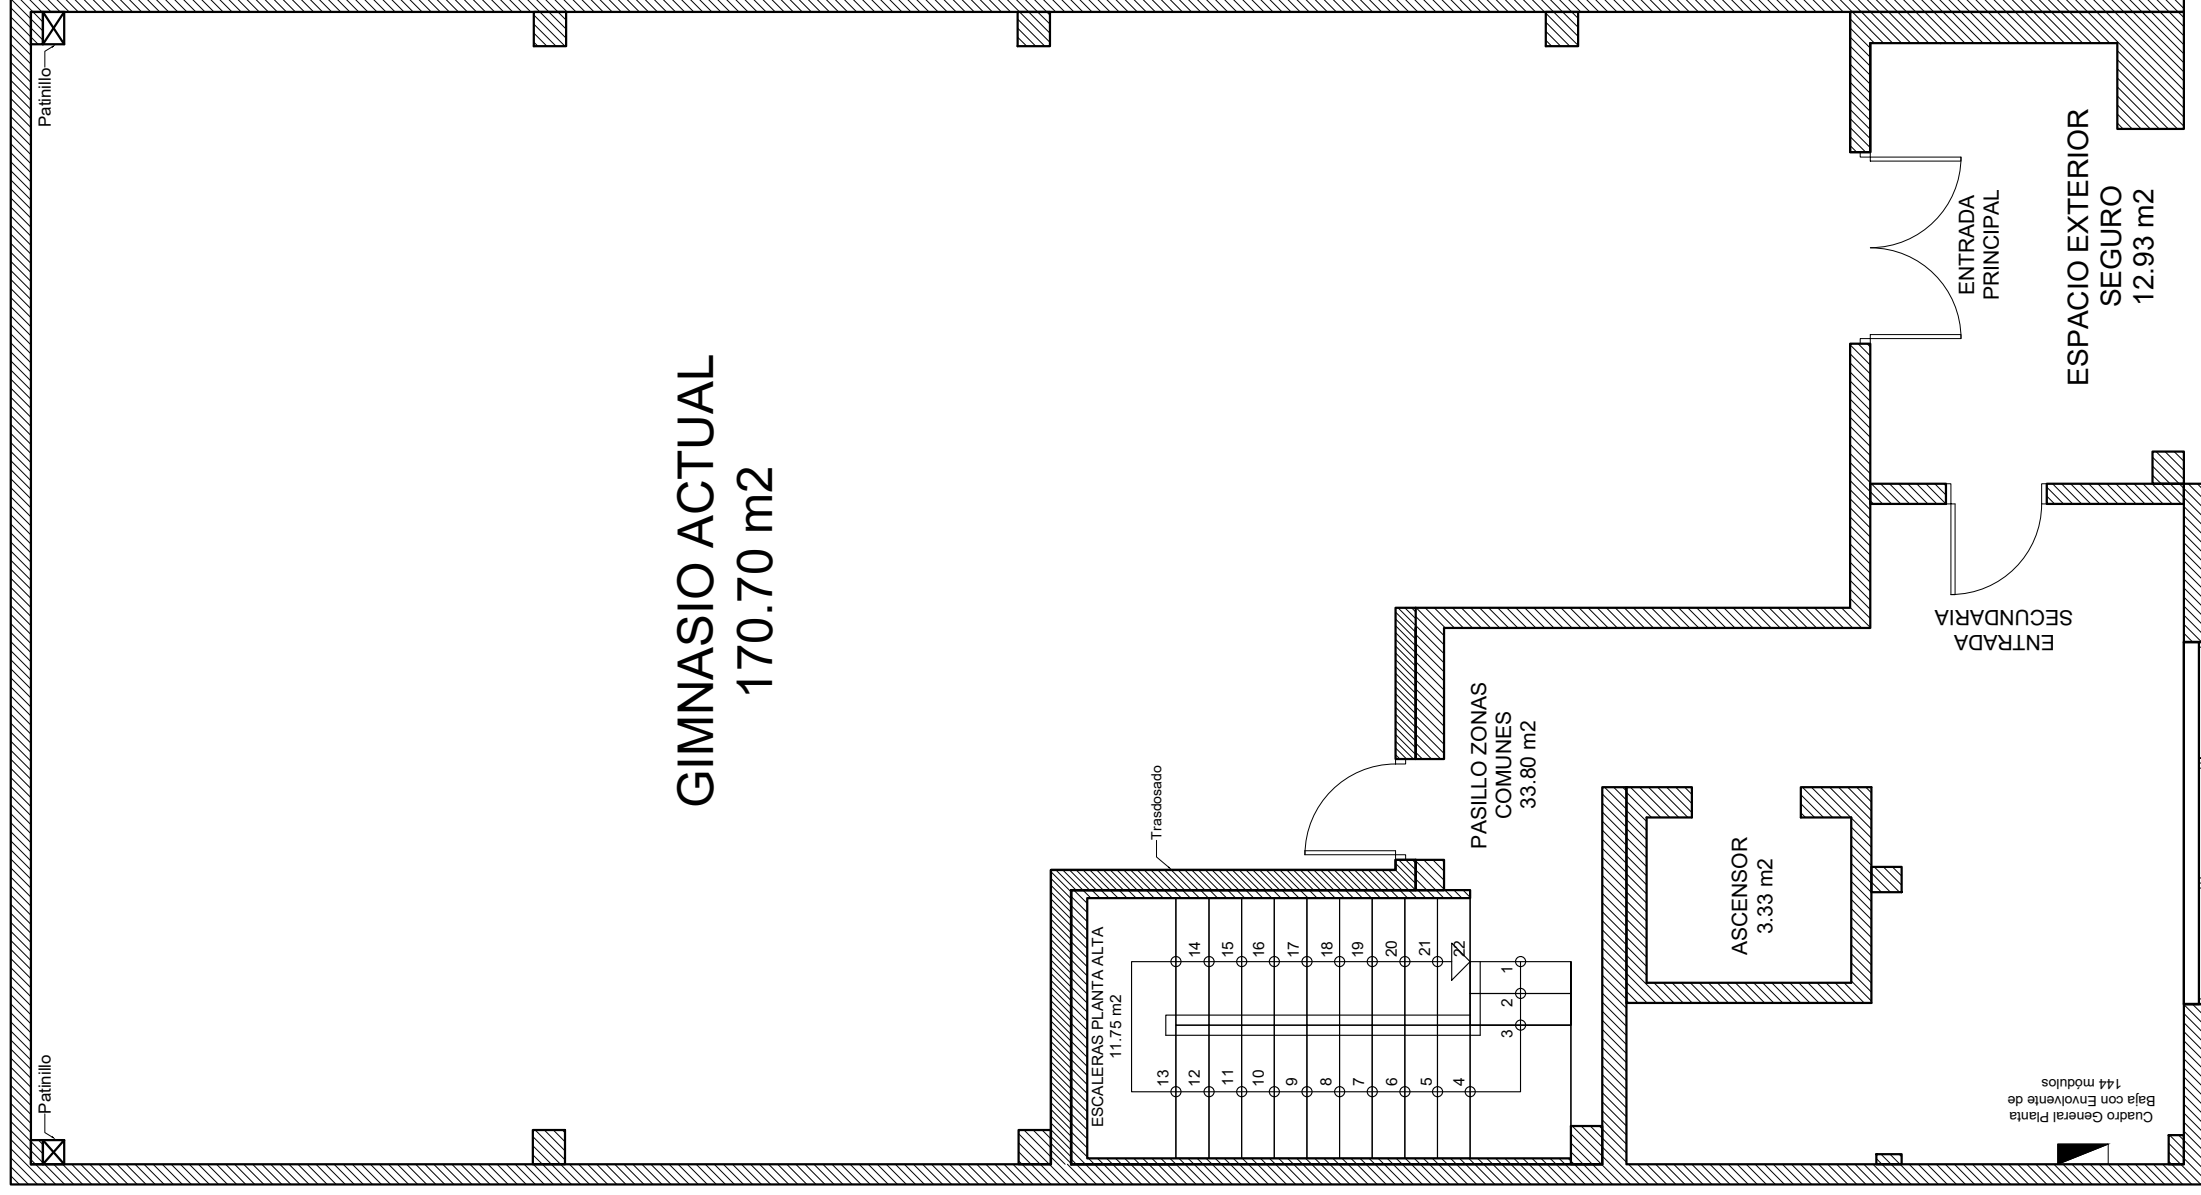 Patinillo
Patinillo
GIMNASIO ACTUAL
170.70 m2
Trasdosado
ESCALERAS PLANTA ALTA
11.75 m2
13
12
11
10
9
8
7
6
5
4
3
2
1
14
15
16
17
18
19
20
21
22
PASILLO ZONAS
COMUNES
33.80 m2
ASCENSOR
3.33 m2
ENTRADA
PRINCIPAL
ESPACIO EXTERIOR
SEGURO
12.93 m2
ENTRADA
SECUNDARIA
Cuadro General Planta
Baja con Envolvente de
144 módulos